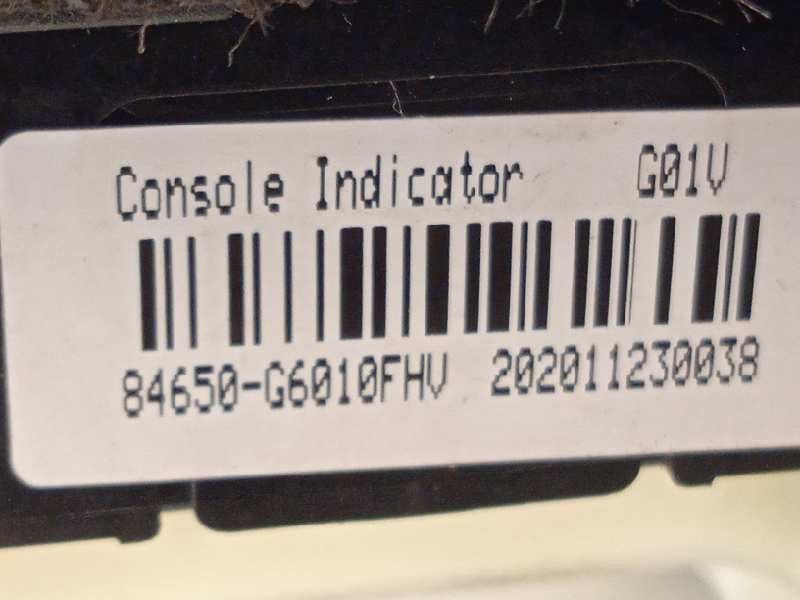 Console Indicator G01V
84650-G6010FHV 202011230038